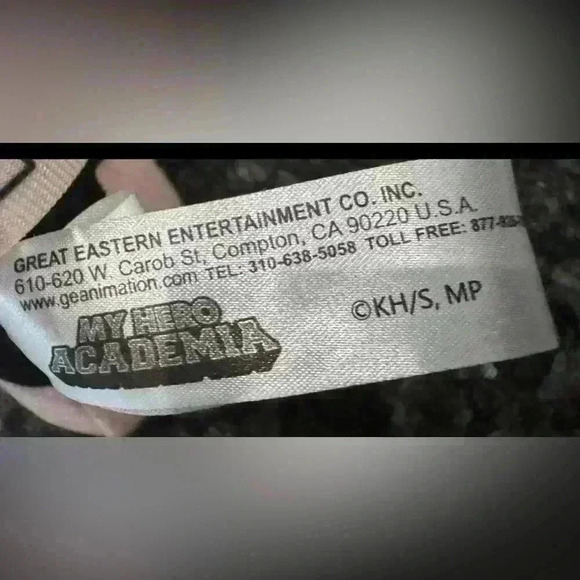 GREAT EASTERN ENTERTAINMENT CO. INC.
610-620 W. Carob St, Compton, CA 90220 U.S.A.
www.geanimation.com TEL: 310-638-5058 TOLL FREE: 877-
MY HERO
ACADEMIA
©KH/S, MP